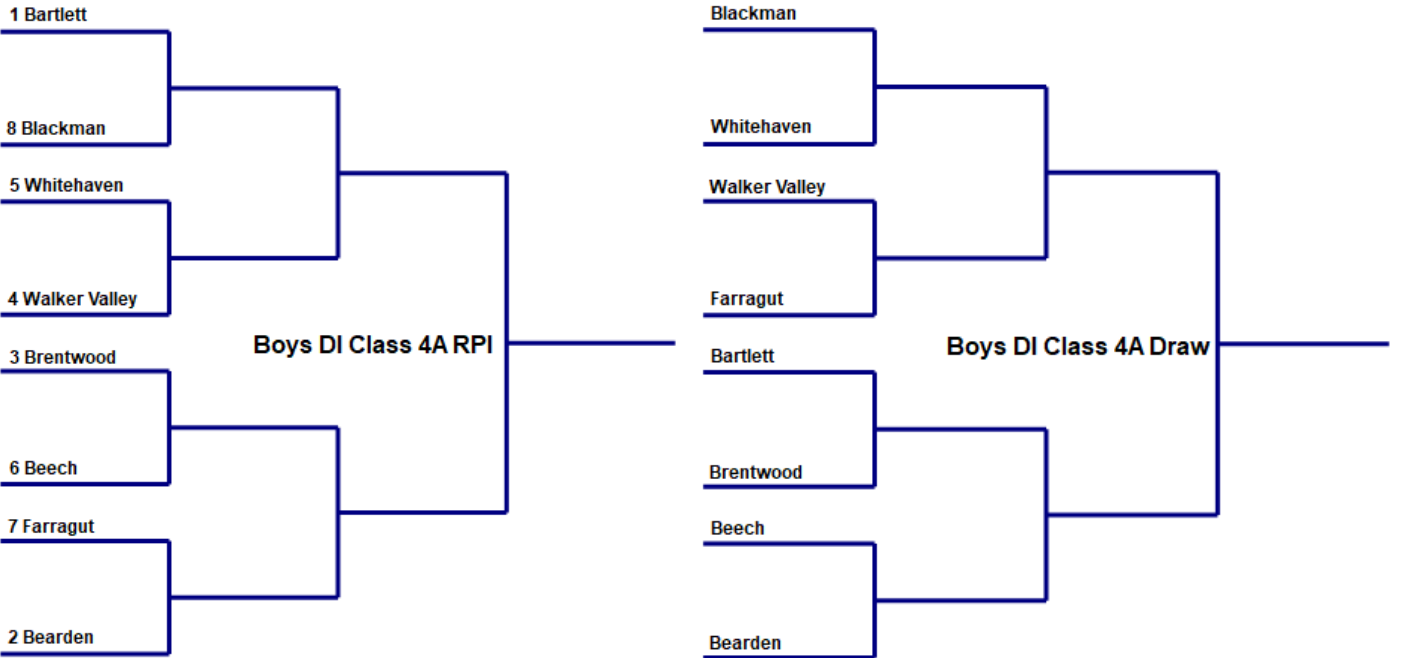 1 Bartlett
8 Blackman
5 Whitehaven
4 Walker Valley
3 Brentwood
6 Beech
7 Farragut
2 Bearden
Boys DI Class 4A RPI
Blackman
Whitehaven
Walker Valley
Farragut
Bartlett
Brentwood
Beech
Bearden
Boys DI Class 4A Draw